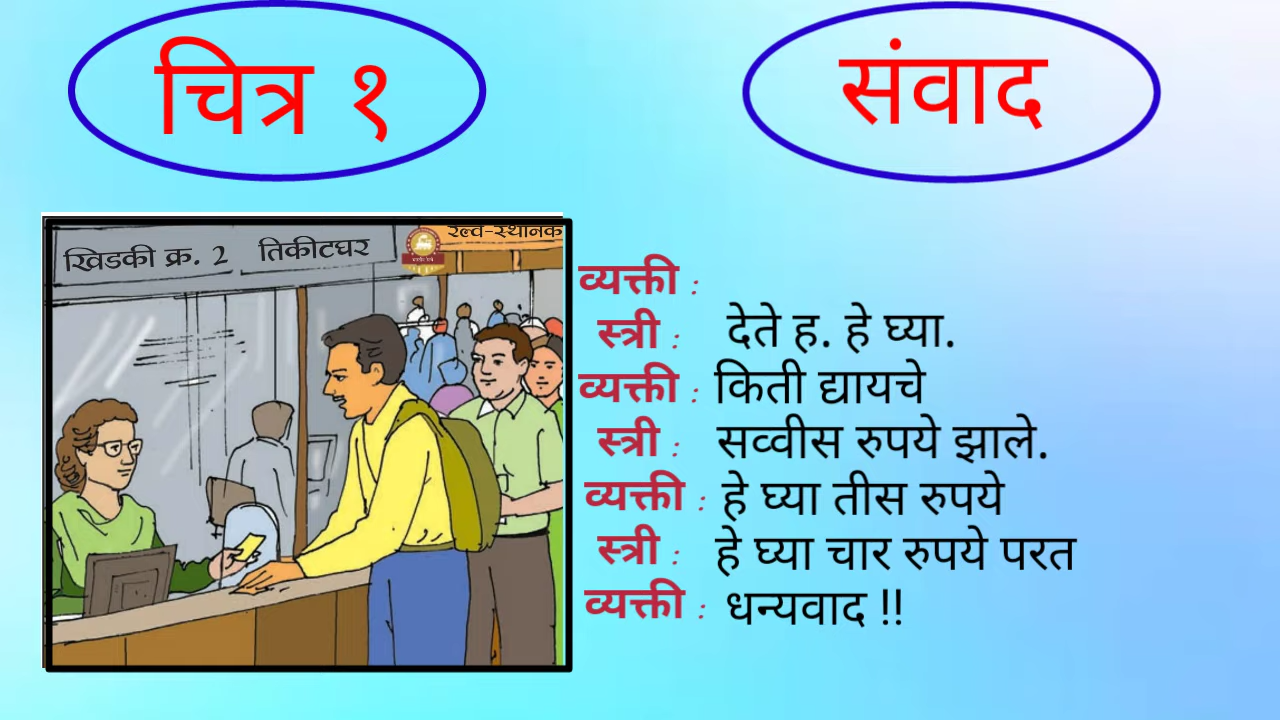 चित्र १
संवाद
खिडकी क्र. 2 तिकीटघर
रेल्वे-स्थानक
व्यक्ती :
स्त्री : देते ह. हे घ्या.
व्यक्ती : किती द्यायचे
स्त्री : सव्वीस रुपये झाले.
व्यक्ती : हे घ्या तीस रुपये
स्त्री : हे घ्या चार रुपये परत
व्यक्ती : धन्यवाद !!